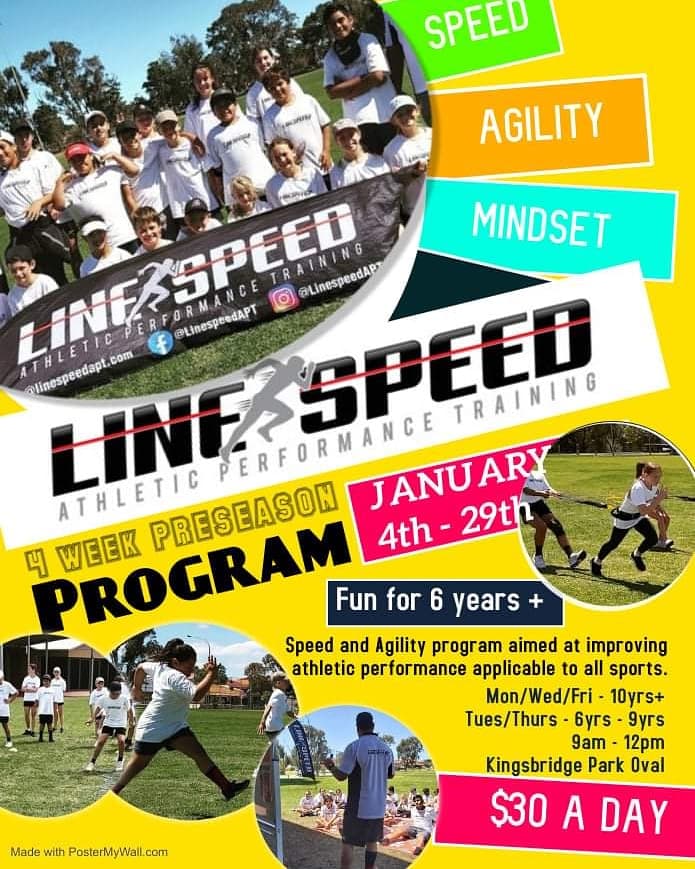 SPEED
AGILITY
MINDSET
LINE SPEED
ATHLETIC PERFORMANCE TRAINING
@linespeedapt.com
@LinespeedAPT
@LinespeedAPT
LINE SPEED
ATHLETIC PERFORMANCE TRAINING
4 WEEK PRESEASON
PROGRAM
JANUARY
4th - 29th
Fun for 6 years +
Speed and Agility program aimed at improving
athletic performance applicable to all sports.
Mon/Wed/Fri - 10yrs+
Tues/Thurs - 6yrs - 9yrs
9am - 12pm
Kingsbridge Park Oval
$30 A DAY
Made with PosterMyWall.com